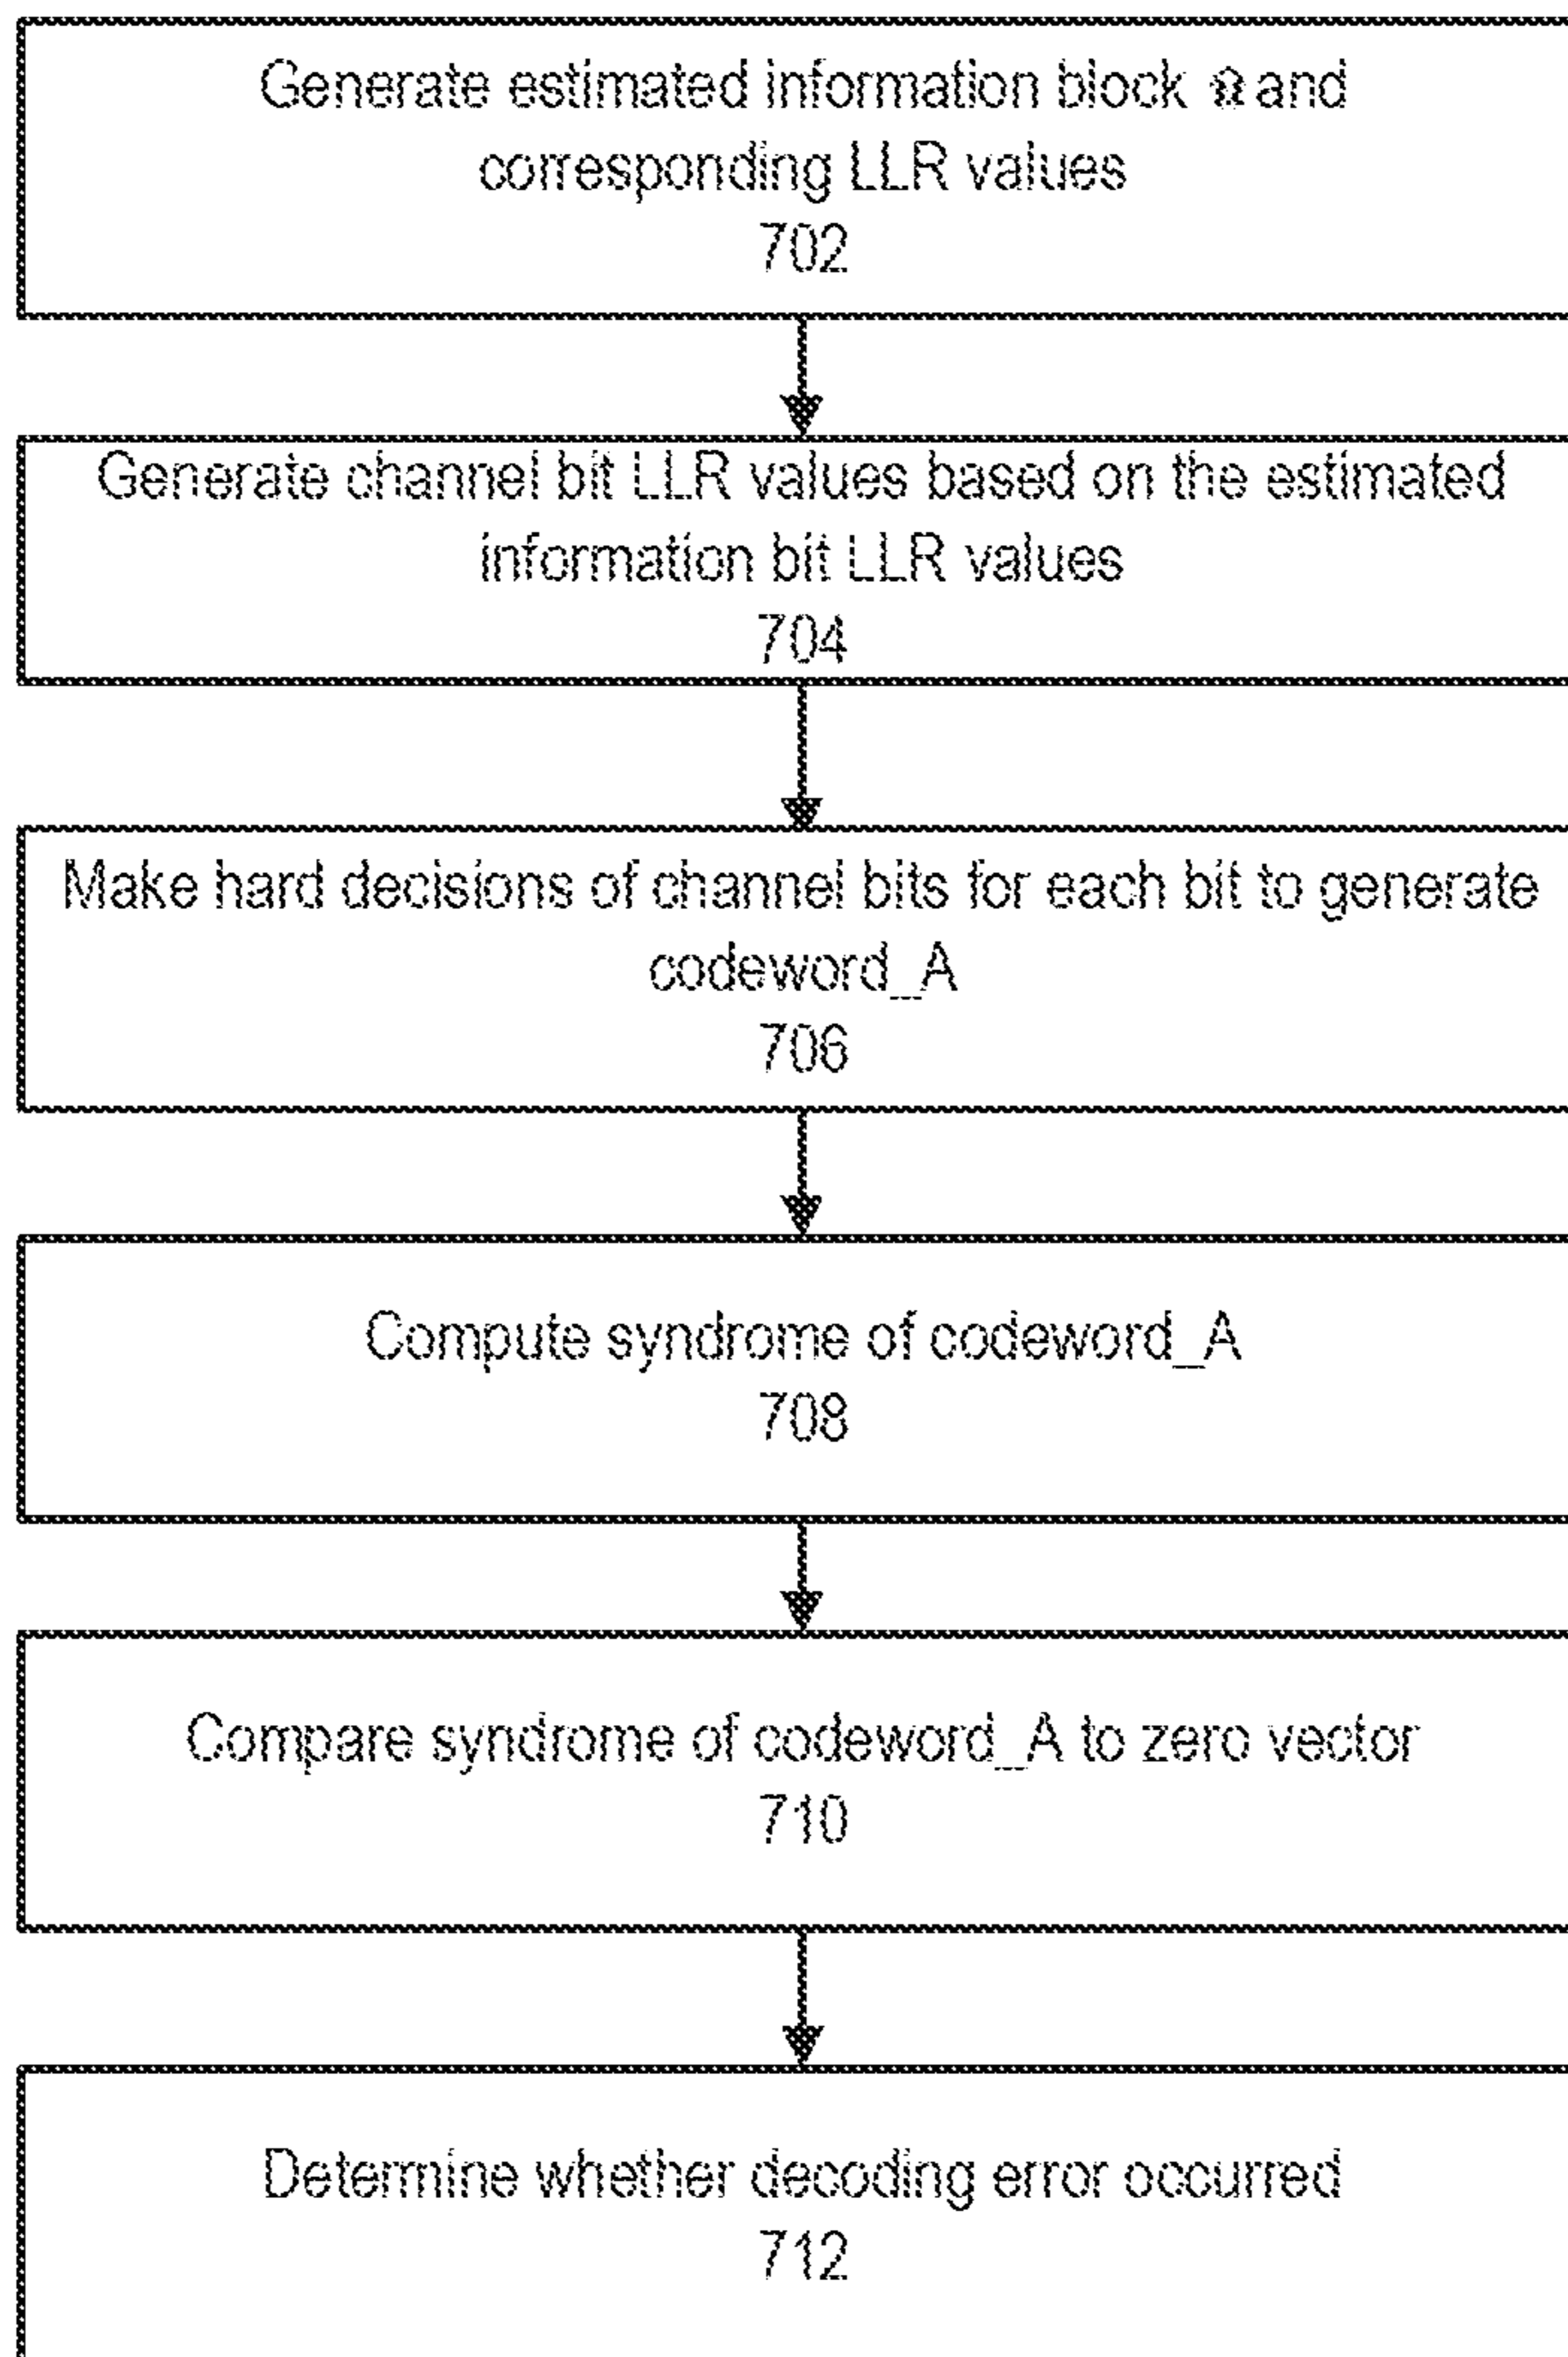 Generate estimated information block and
corresponding LLR values
702
Generate channel bit LLR values based on the estimated
information bit LLR values
704
Make hard decisions of channel bits for each bit to generate
codeword_A
706
Compute syndrome of codeword_A
708
Compare syndrome of codeword_A to zero vector
710
Determine whether decoding error occurred
712